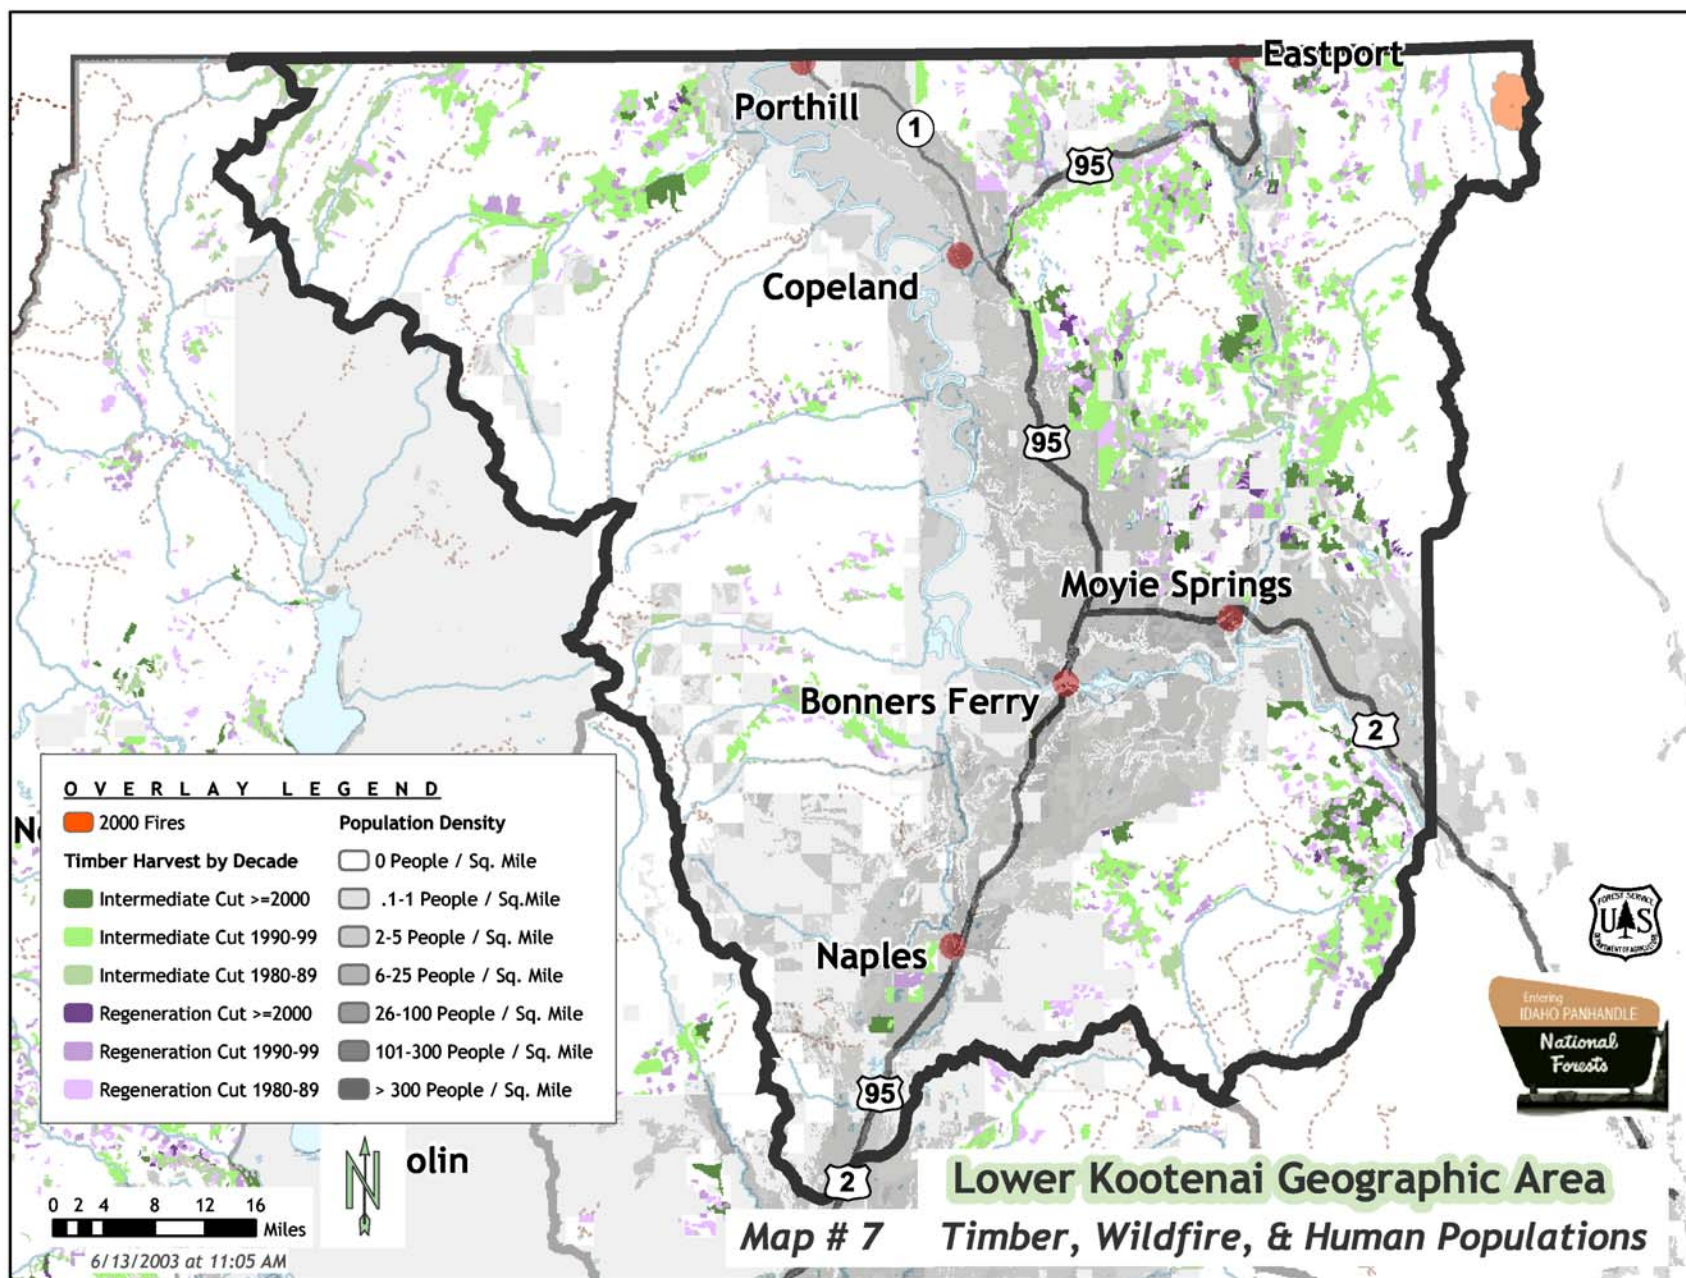 Eastport
Porthill
1
95
Copeland
95
Moyie Springs
Bonners Ferry
2
OVERLAY LEGEND
2000 Fires
Population Density
N
0 People / Sq. Mile
Timber Harvest by Decade
Intermediate Cut >=2000
.1-1 People / Sq.Mile
Intermediate Cut 1990-99
2-5 People / Sq. Mile
Intermediate Cut 1980-89
6-25 People / Sq. Mile
Regeneration Cut >=2000
26-100 People / Sq. Mile
Regeneration Cut 1990-99
101-300 People / Sq. Mile
Regeneration Cut 1980-89
> 300 People / Sq. Mile
Naples
FOREST SERVICE
U S
DEPARTMENT OF AGRICULTURE
Entering
IDAHO PANHANDLE
National
Forests
95
olin
N
2
0 2 4 8 12 16
Miles
6/13/2003 at 11:05 AM
Lower Kootenai Geographic Area
Map # 7 Timber, Wildfire, & Human Populations